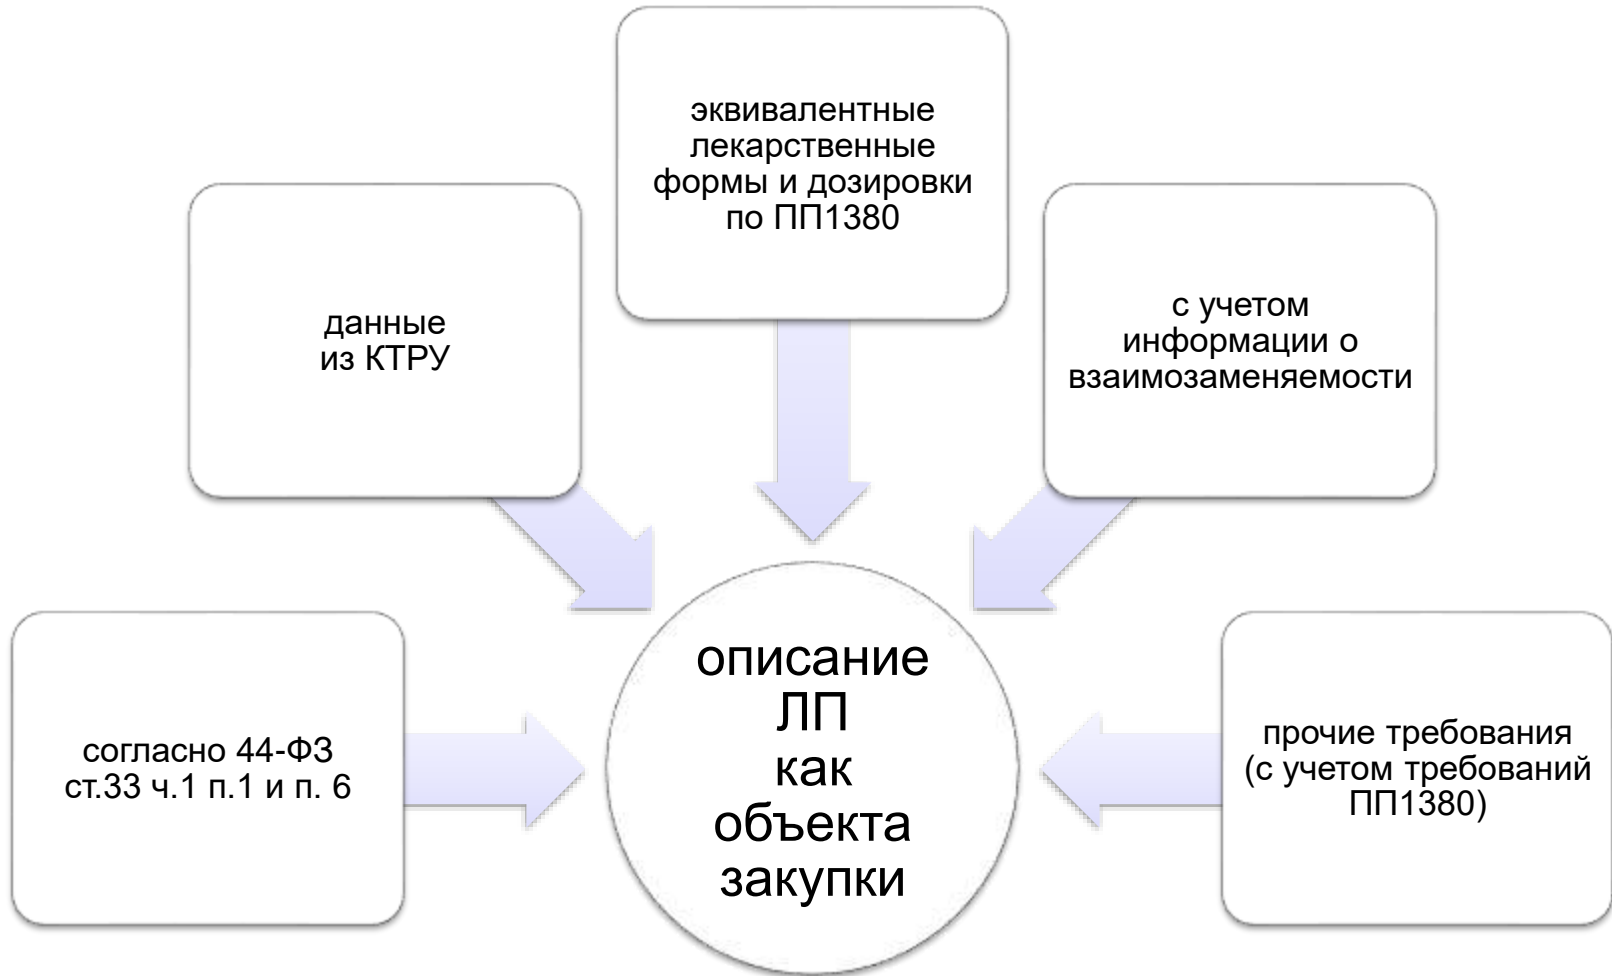 эквивалентные
лекарственные
формы и дозировки
по ПП1380
данные
из КТРУ
с учетом
информации о
взаимозаменяемости
согласно 44-ФЗ
ст.33 ч.1 п.1 и п. 6
описание
ЛП
как
объекта
закупки
прочие требования
(с учетом требований
ПП1380)